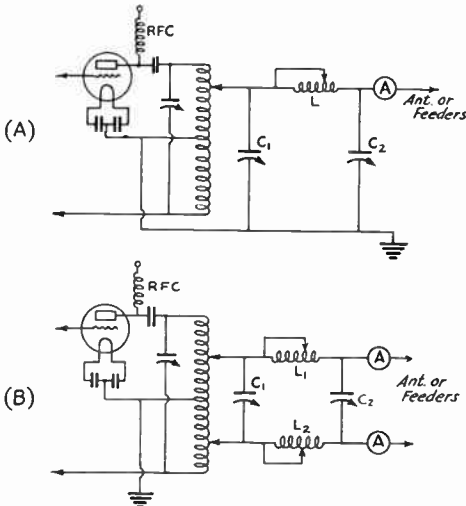 RFC
(A)
L
A
Ant. or
Feeders
C1
C2
RFC
(B)
L1
A
C1
C2
Ant. or
Feeders
L2
A